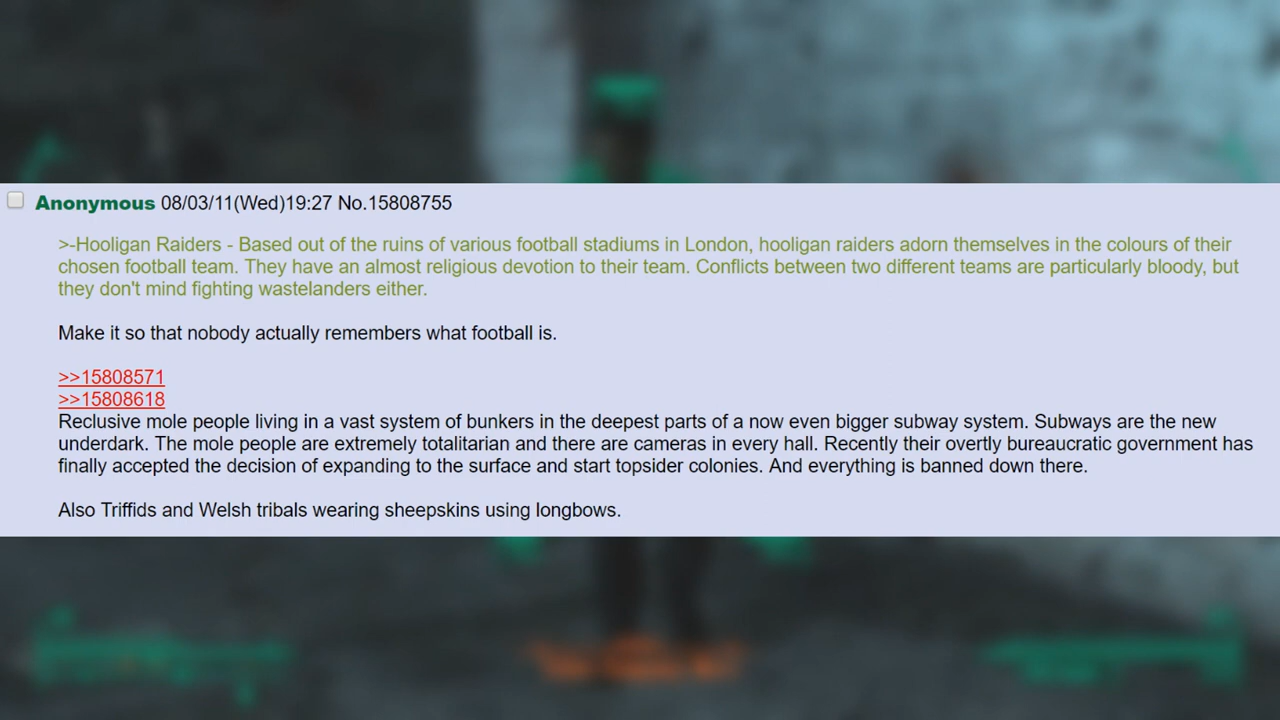 Anonymous 08/03/11(Wed)19:27 No.15808755
>-Hooligan Raiders - Based out of the ruins of various football stadiums in London, hooligan raiders adorn themselves in the colours of their
chosen football team. They have an almost religious devotion to their team. Conflicts between two different teams are particularly bloody, but
they don't mind fighting wastelanders either.
Make it so that nobody actually remembers what football is.
>>15808571
>>15808618
Reclusive mole people living in a vast system of bunkers in the deepest parts of a now even bigger subway system. Subways are the new
underdark. The mole people are extremely totalitarian and there are cameras in every hall. Recently their overtly bureaucratic government has
finally accepted the decision of expanding to the surface and start topsider colonies. And everything is banned down there.
Also Triffids and Welsh tribals wearing sheepskins using longbows.